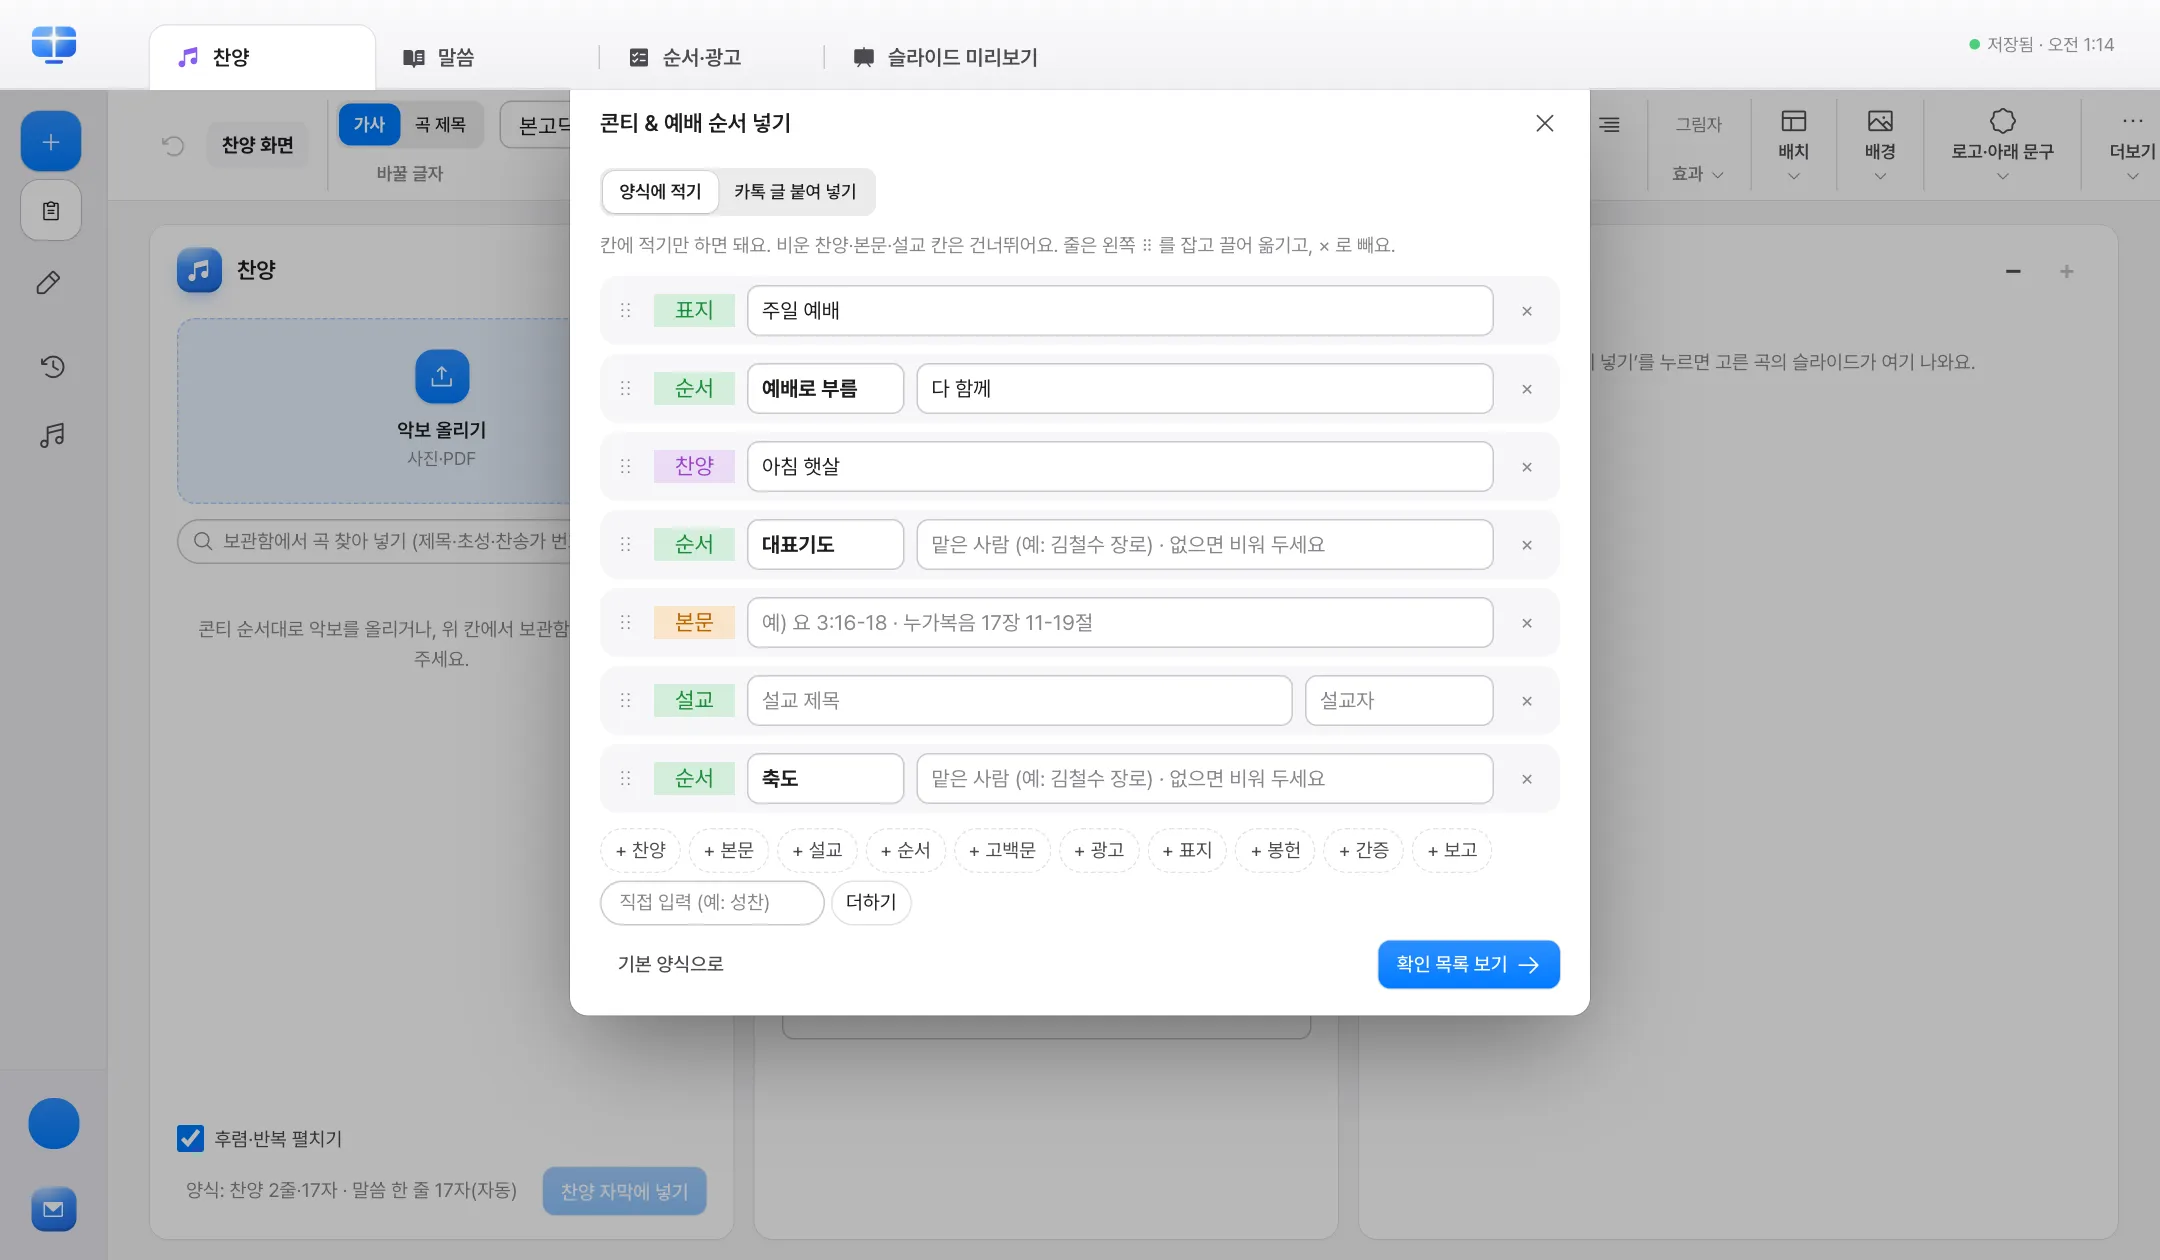 찬양
말씀
순서·광고
슬라이드 미리보기
저장됨 · 오전 1:14
찬양 화면
가사
곡 제목
바꿀 글자
본고딕
그림자
효과
배치
배경
로고·아래 문구
더보기
찬양
악보 올리기
사진·PDF
보관함에서 곡 찾아 넣기 (제목·초성·찬송가 번
콘티 순서대로 악보를 올리거나, 위 칸에서 보관함
주세요.
후렴·반복 펼치기
양식: 찬양 2줄·17자 · 말씀 한 줄 17자(자동)
찬양 자막에 넣기
콘티 & 예배 순서 넣기
양식에 적기
카톡 글 붙여 넣기
칸에 적기만 하면 돼요. 비운 찬양·본문·설교 칸은 건너뛰어요. 줄은 왼쪽 ⠿ 를 잡고 끌어 옮기고, × 로 빼요.
표지 주일 예배 ×
순서 예배로 부름 다 함께 ×
찬양 아침 햇살 ×
순서 대표기도 맡은 사람 (예: 김철수 장로) · 없으면 비워 두세요 ×
본문 예) 요 3:16-18 · 누가복음 17장 11-19절 ×
설교 설교 제목 설교자 ×
순서 축도 맡은 사람 (예: 김철수 장로) · 없으면 비워 두세요 ×
+ 찬양 + 본문 + 설교 + 순서 + 고백문 + 광고 + 표지 + 봉헌 + 간증 + 보고
직접 입력 (예: 성찬) 더하기
기본 양식으로
확인 목록 보기 →
넣기'를 누르면 고른 곡의 슬라이드가 여기 나와요.